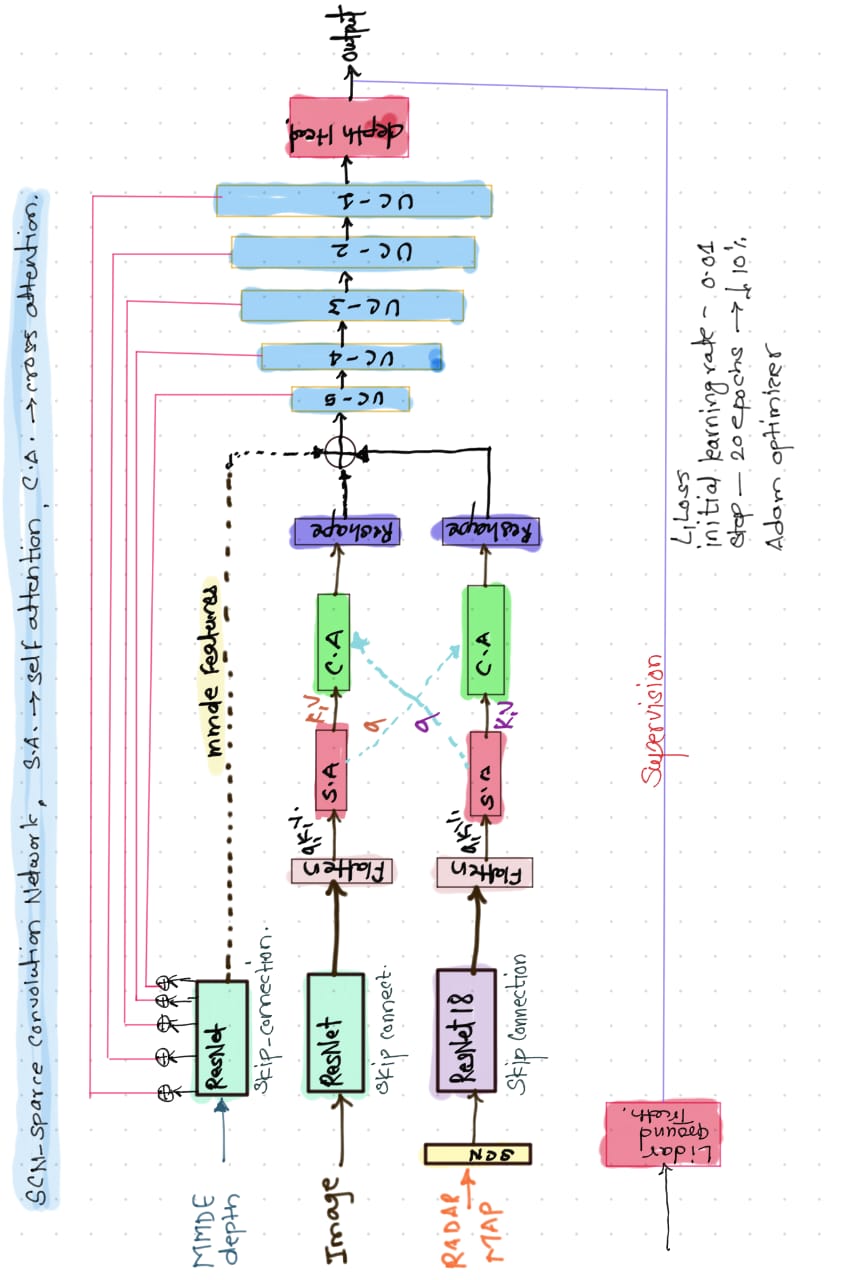 SCN-sparce Convolution Network, S.A. → self attention, C.A. → cross attention.
MMDE
depth
ResNet
Skip-connection.
mmde features
Image
ResNet
Skip connect.
Flatten
q,K,V.
S.A
K,V
C.A
Reshape
q
q
RADAR
MAP
SCN
ResNet 18
Skip Connection
Flatten
q,K,V,
S.A
K,V
C.A
Reshape
UC-5
UC-4
UC-3
UC-2
UC-1
depth Head.
output
Lidar
Ground
Truth.
Supervision
L1 Loss
initial learning rate - 0.01
step — 20 epochs → ↓ 10%
Adam optimizer